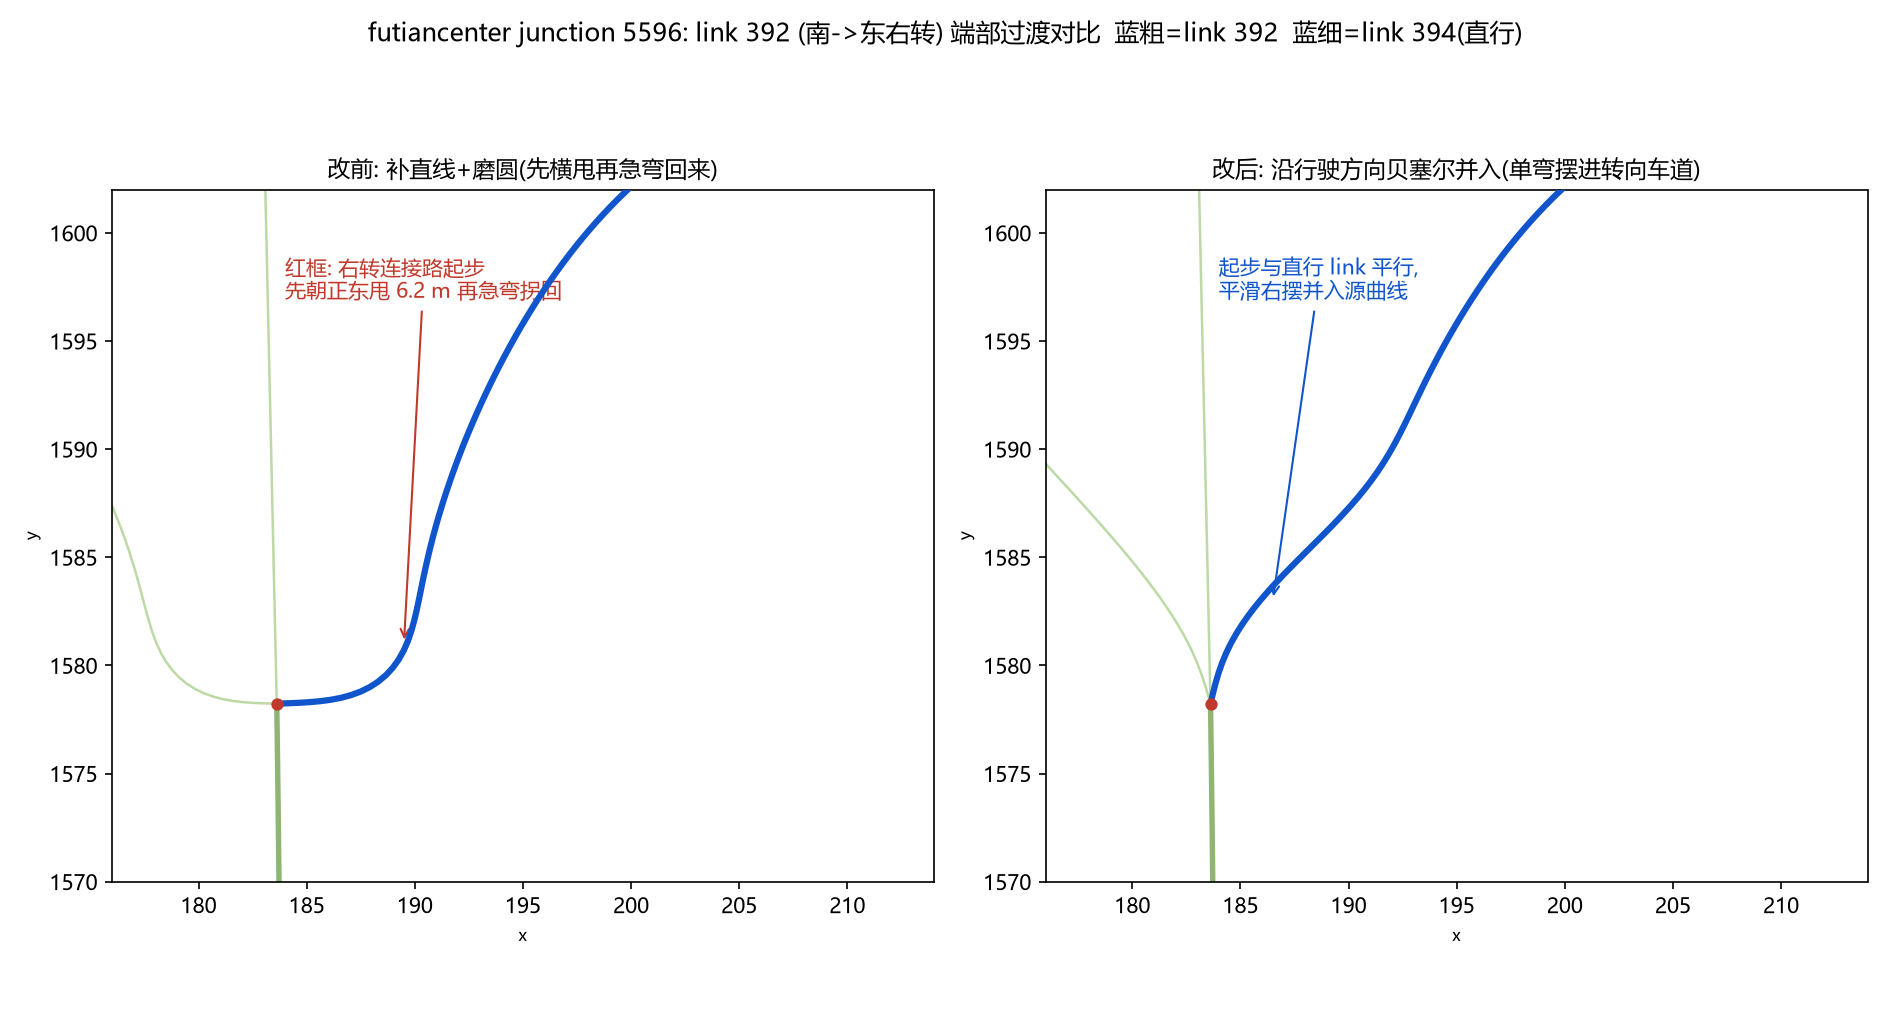 futiancenter junction 5596: link 392 (南->东右转) 端部过渡对比  蓝粗=link 392  蓝细=link 394(直行)
改前: 补直线+磨圆(先横甩再急弯回来)
红框: 右转连接路起步
先朝正东甩 6.2 m 再急弯拐回
1600
1595
1590
1585
1580
1575
1570
y
180
185
190
195
200
205
210
x
改后: 沿行驶方向贝塞尔并入(单弯摆进转向车道)
起步与直行 link 平行,
平滑右摆并入源曲线
1600
1595
1590
1585
1580
1575
1570
y
180
185
190
195
200
205
210
x